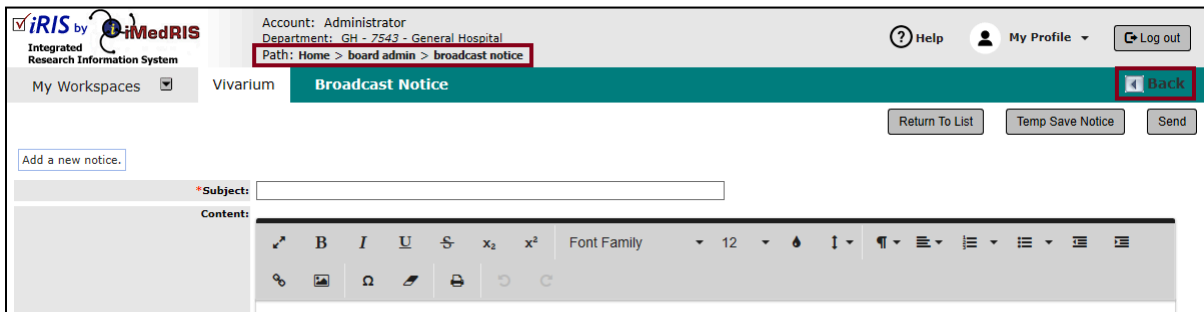 iRIS by iMedRIS
Integrated
Research Information System
Account: Administrator
Department: GH - 7543 - General Hospital
Path: Home > board admin > broadcast notice
Help
My Profile
Log out
My Workspaces
Vivarium
Broadcast Notice
Back
Return To List
Temp Save Notice
Send
Add a new notice.
*Subject:
Content:
B I U S x₂ x² Font Family 12 ¶
Ω